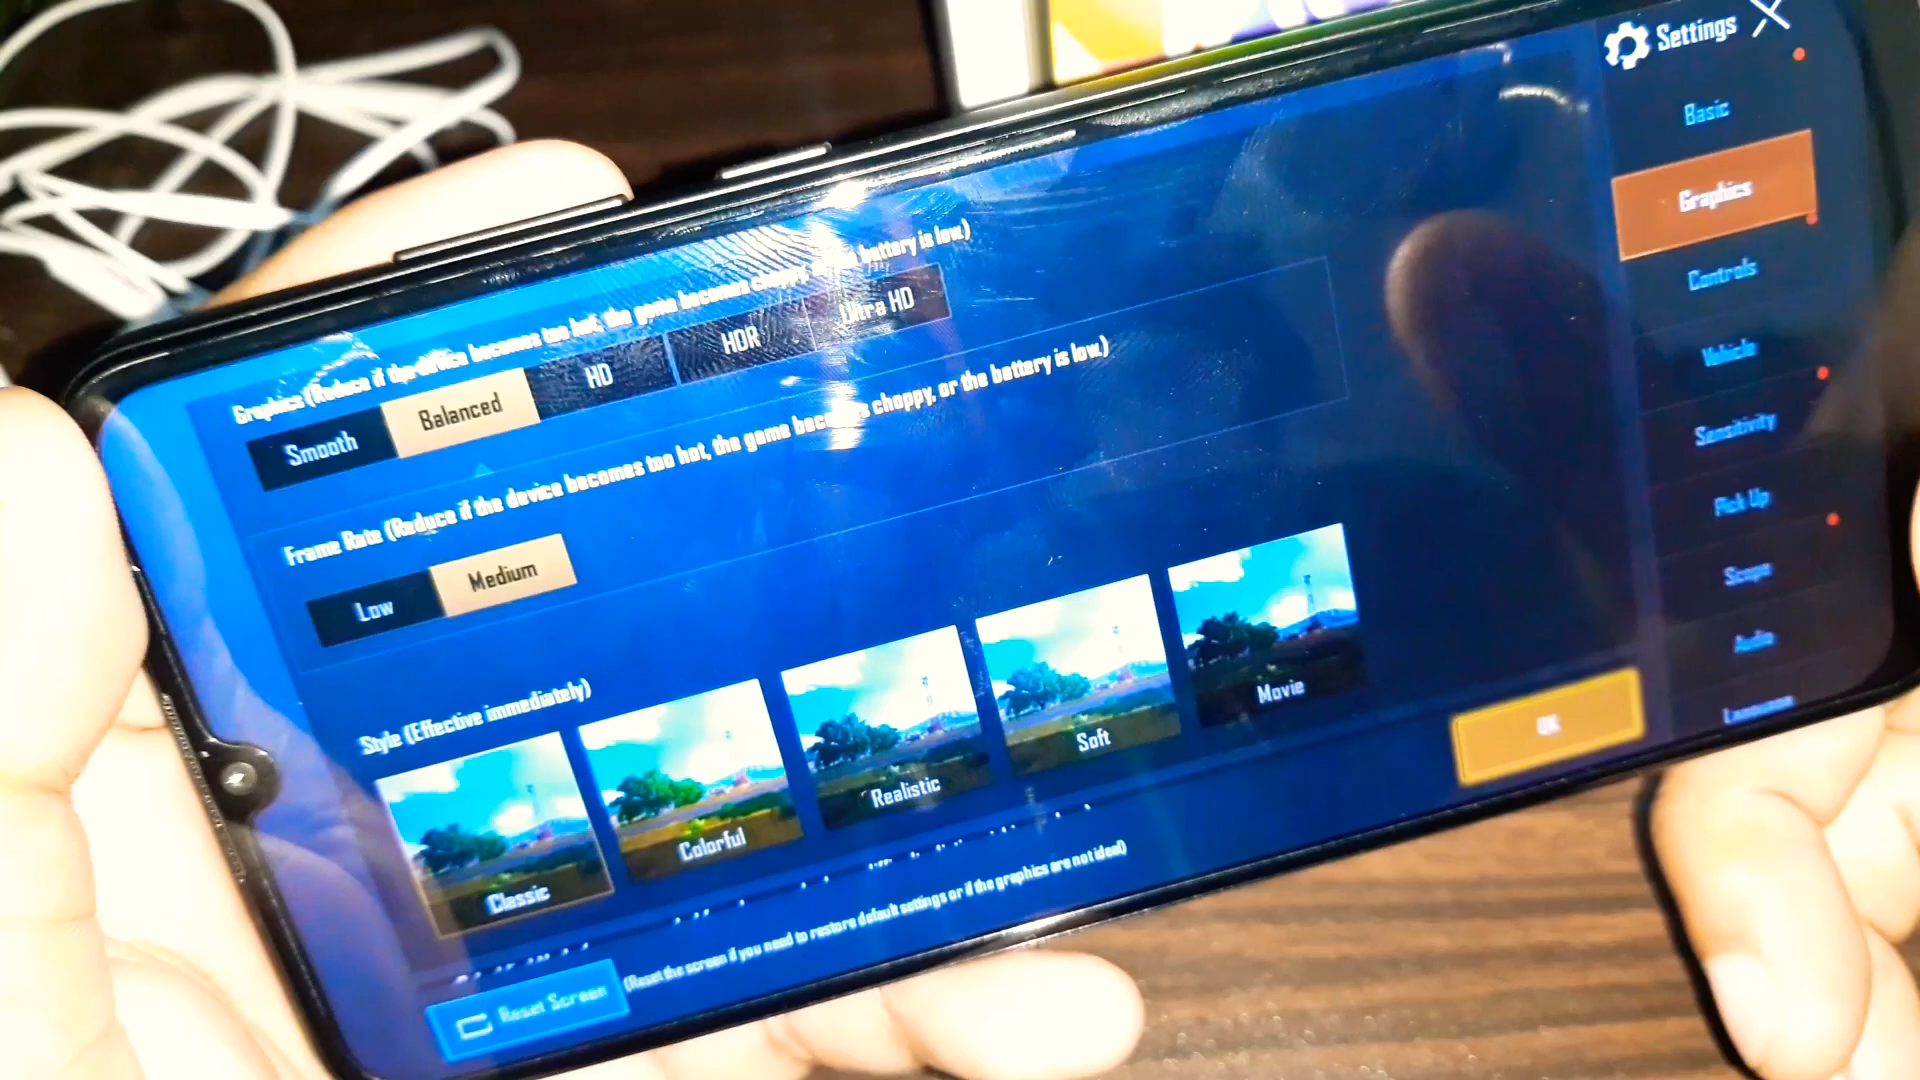 Settings
Basic
Graphics
Controls
Vehicle
Sensitivity
Pick Up
Scope
Audio
Language
Graphics (Reduce if the device becomes too hot, the game becomes choppy, or the battery is low.)
Smooth
Balanced
HD
HDR
Ultra HD
Frame Rate (Reduce if the device becomes too hot, the game becomes choppy, or the battery is low.)
Low
Medium
Style (Effective immediately)
Classic
Colorful
Realistic
Soft
Movie
OK
Reset Screen
(Reset the screen if you need to restore default settings or if the graphics are not ideal)